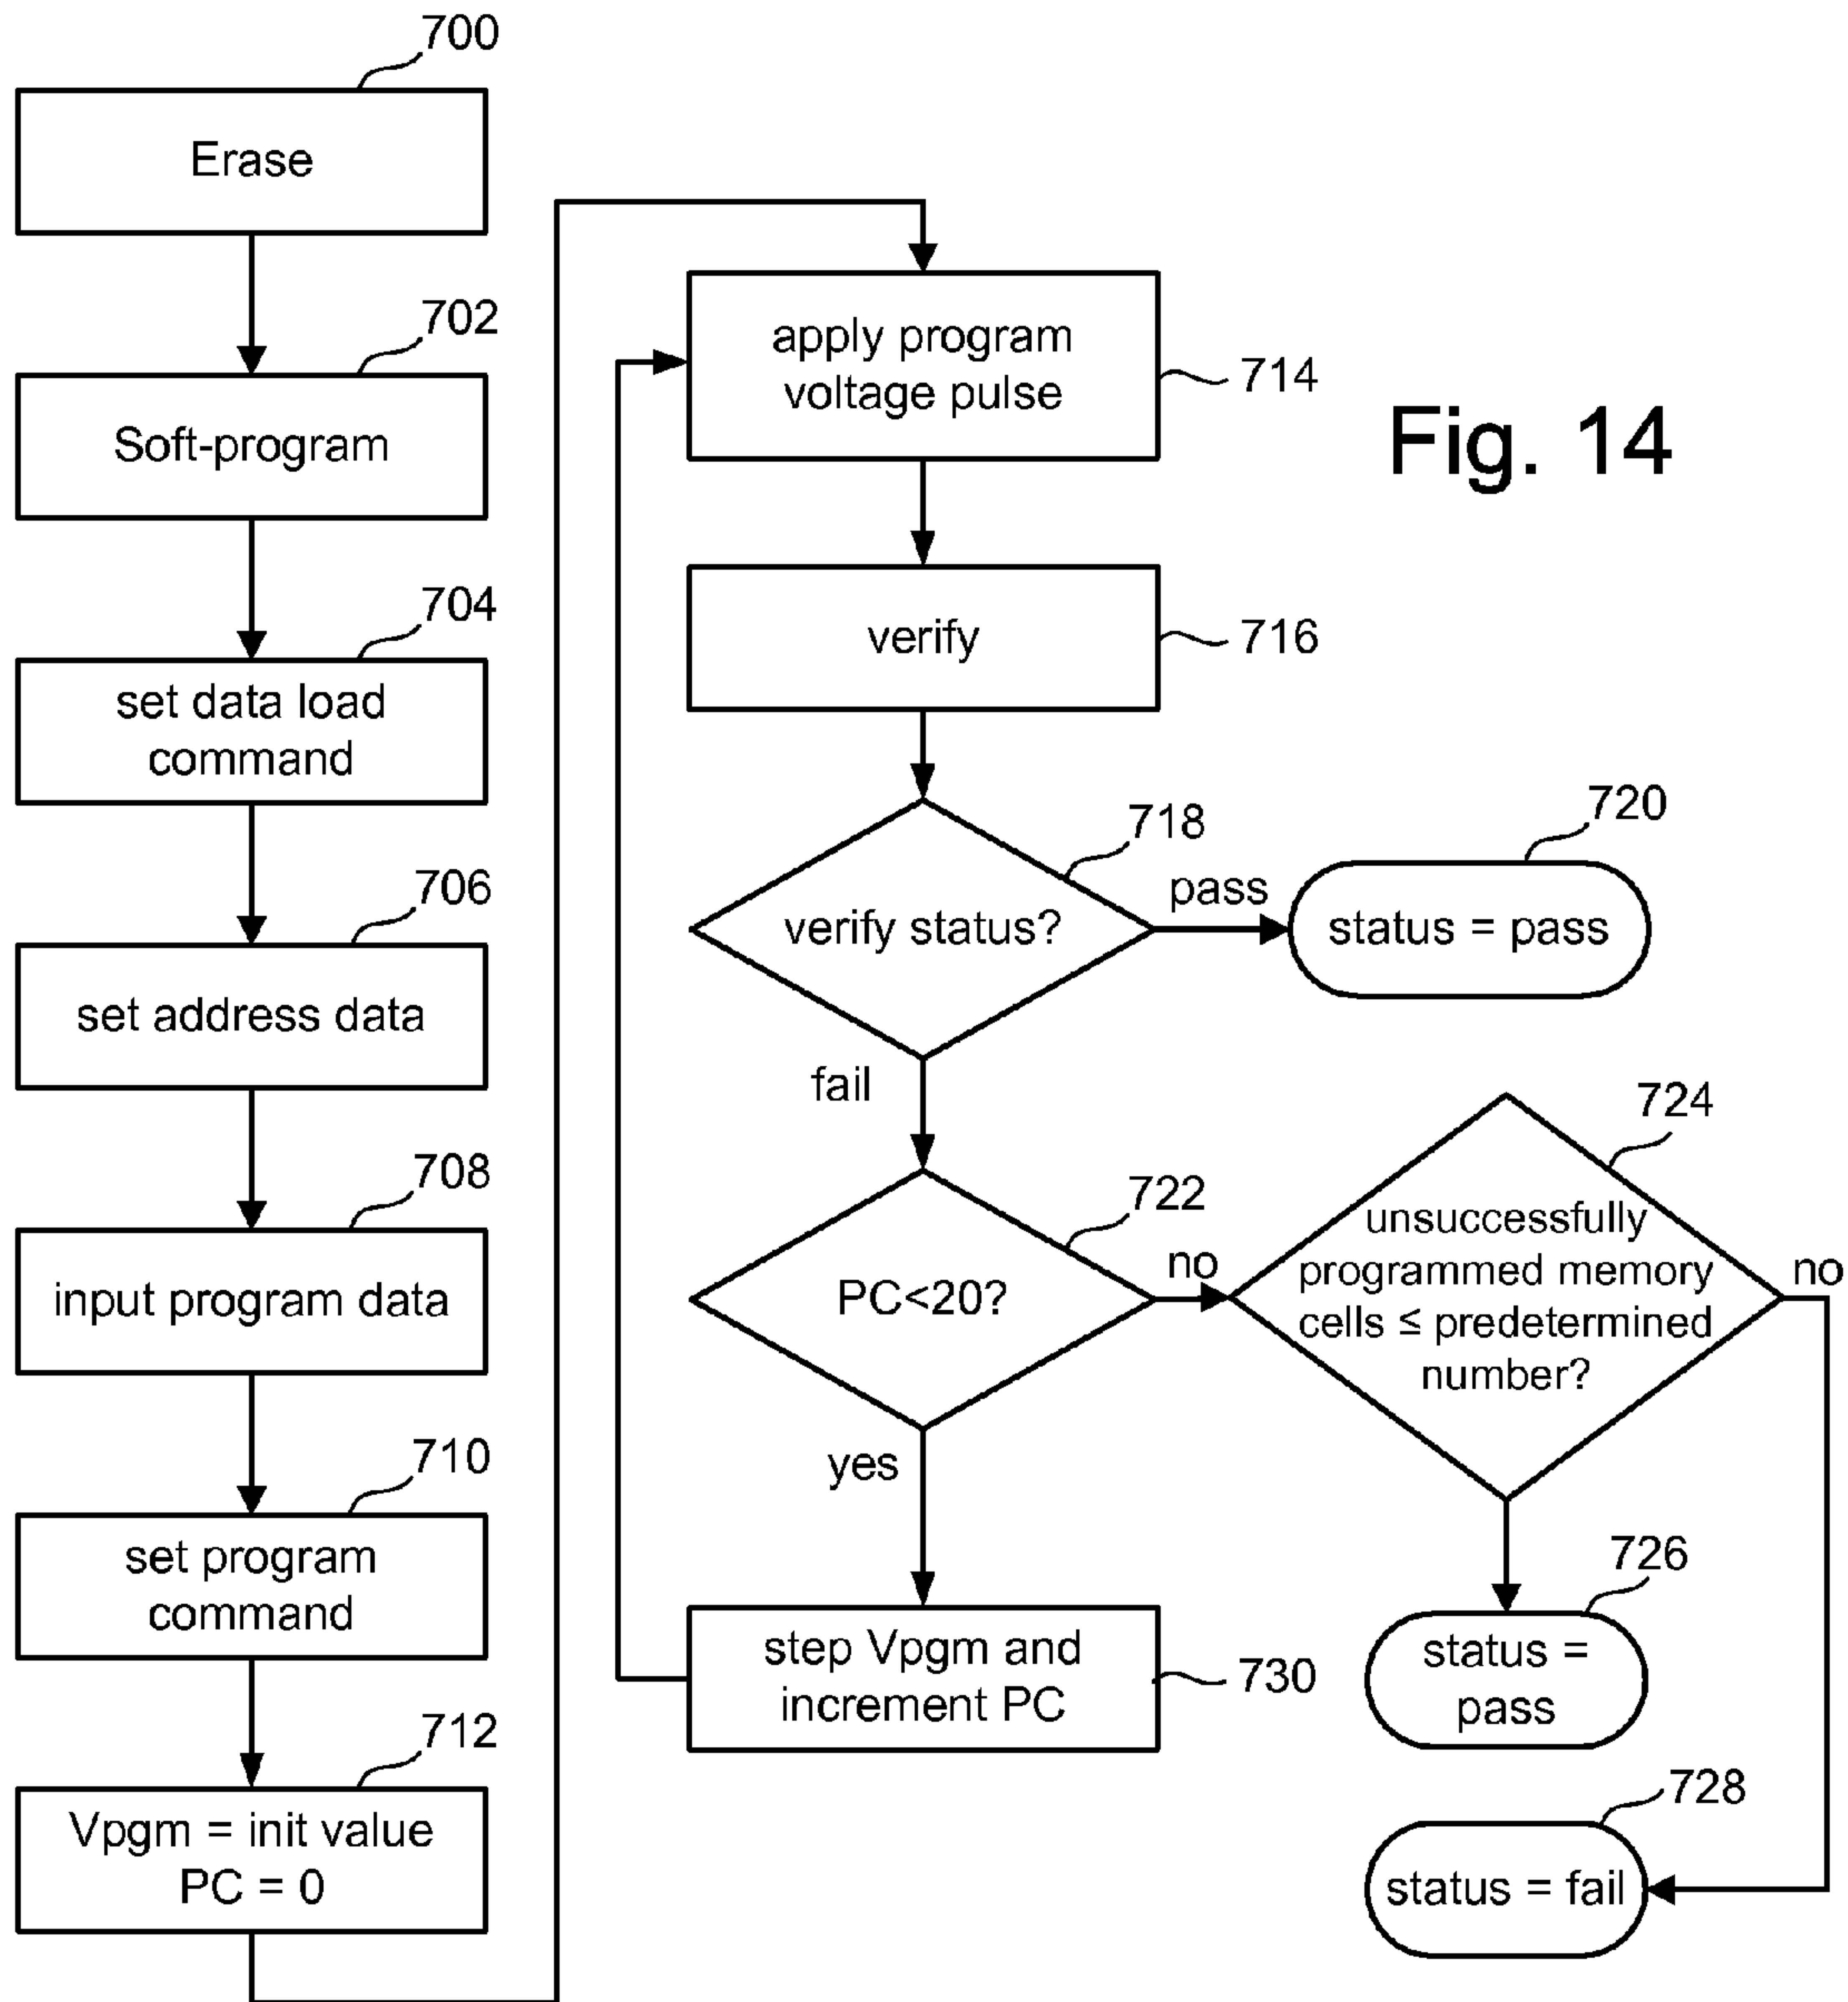 700
Erase
702
Soft-program
704
set data load
command
706
set address data
708
input program data
710
set program
command
712
Vpgm = init value
PC = 0
apply program
voltage pulse
714
Fig. 14
verify
716
718
verify status?
pass
720
status = pass
fail
722
PC<20?
no
724
unsuccessfully
programmed memory
cells ≤ predetermined
number?
no
yes
step Vpgm and
increment PC
730
726
status =
pass
728
status = fail